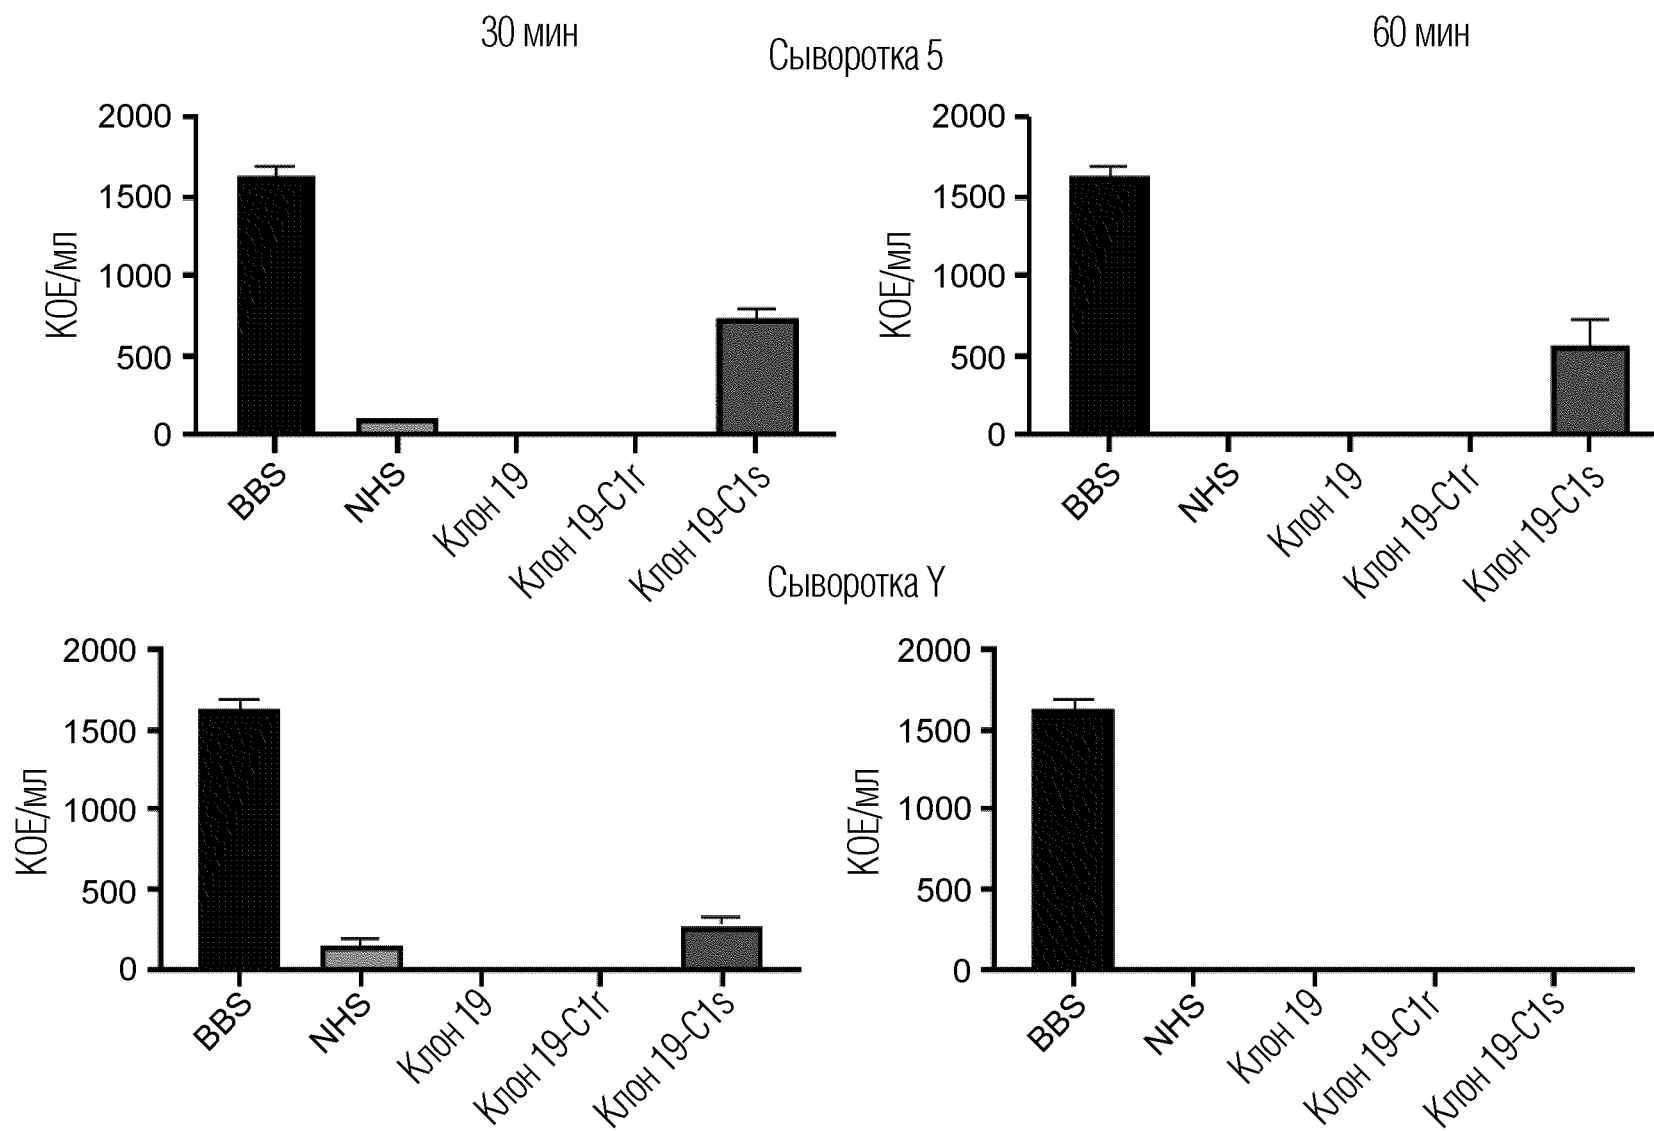 30 мин
60 мин
Сыворотка 5
2000
1500
1000
500
0
КОЕ/мл
BBS
NHS
Клон 19
Клон 19-C1r
Клон 19-C1s
2000
1500
1000
500
0
КОЕ/мл
BBS
NHS
Клон 19
Клон 19-C1r
Клон 19-C1s
Сыворотка Y
2000
1500
1000
500
0
КОЕ/мл
BBS
NHS
Клон 19
Клон 19-C1r
Клон 19-C1s
2000
1500
1000
500
0
КОЕ/мл
BBS
NHS
Клон 19
Клон 19-C1r
Клон 19-C1s